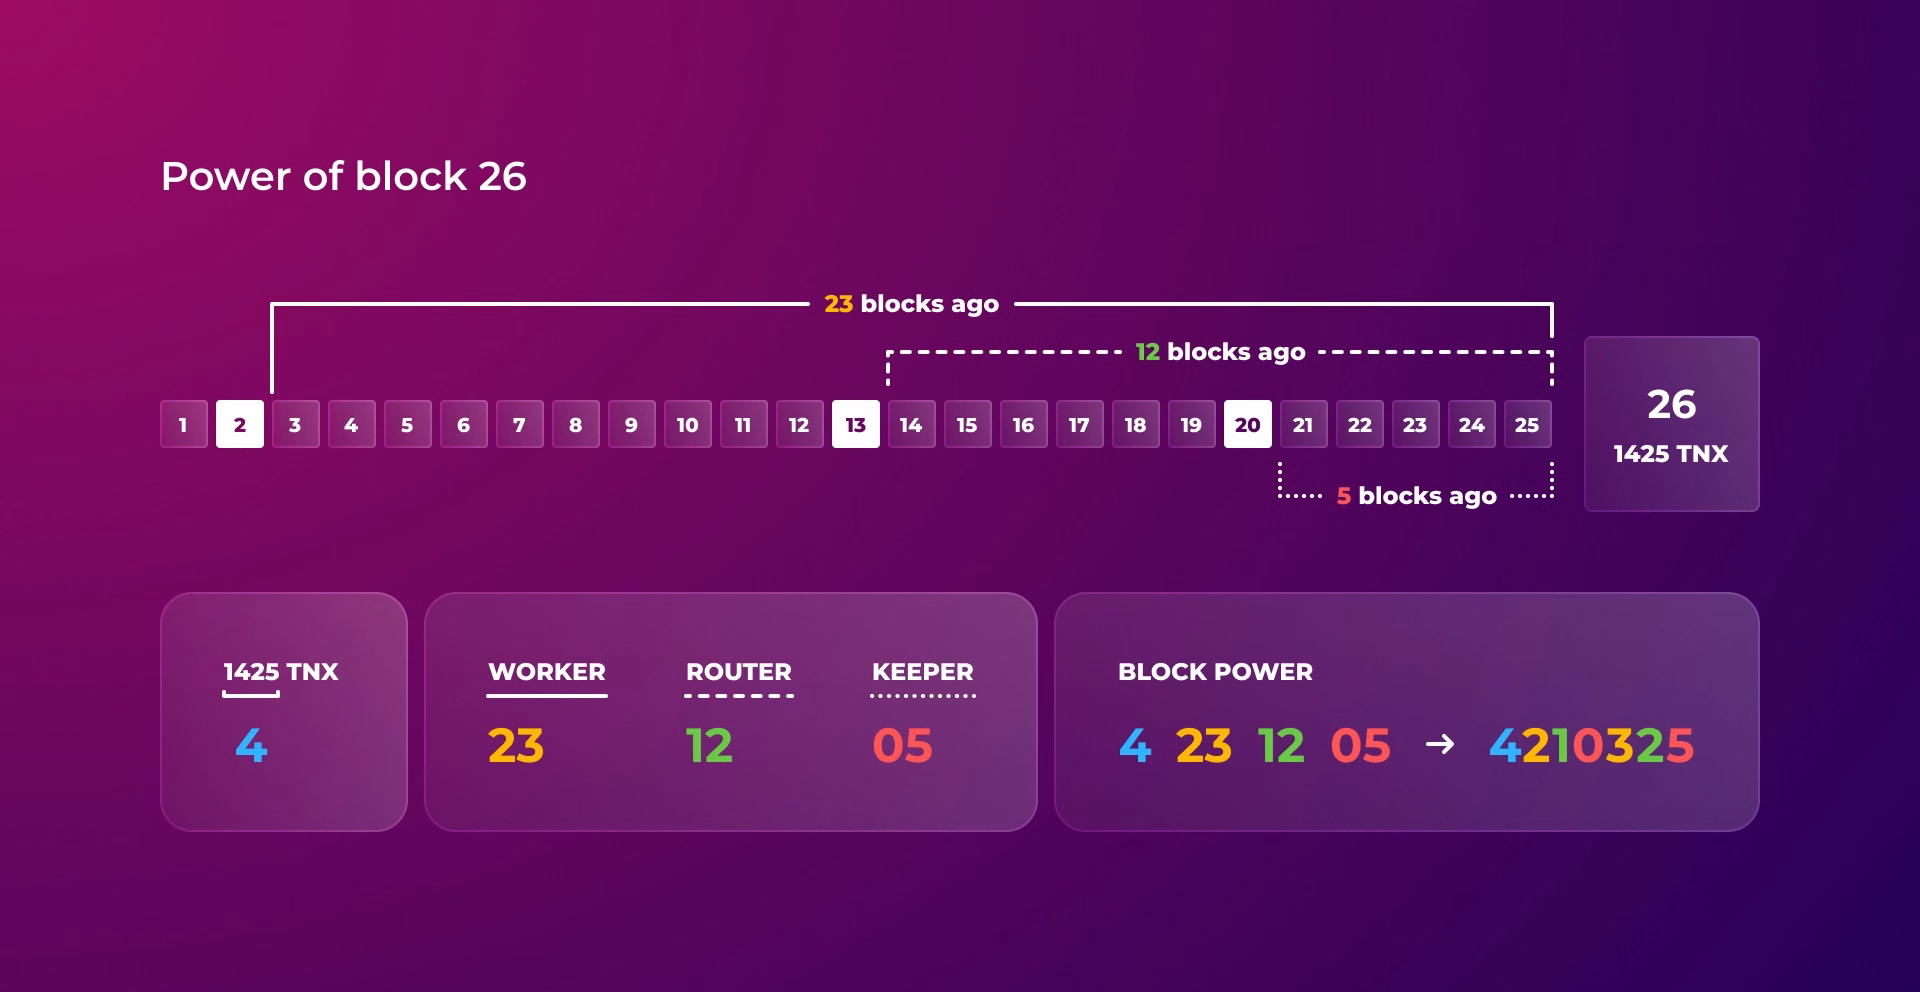 Power of block 26
23 blocks ago
12 blocks ago
1 2 3 4 5 6 7 8 9 10 11 12 13 14 15 16 17 18 19 20 21 22 23 24 25
26
1425 TNX
5 blocks ago
1425 TNX
4
WORKER ROUTER KEEPER
23 12 05
BLOCK POWER
4 23 12 05 → 4210325